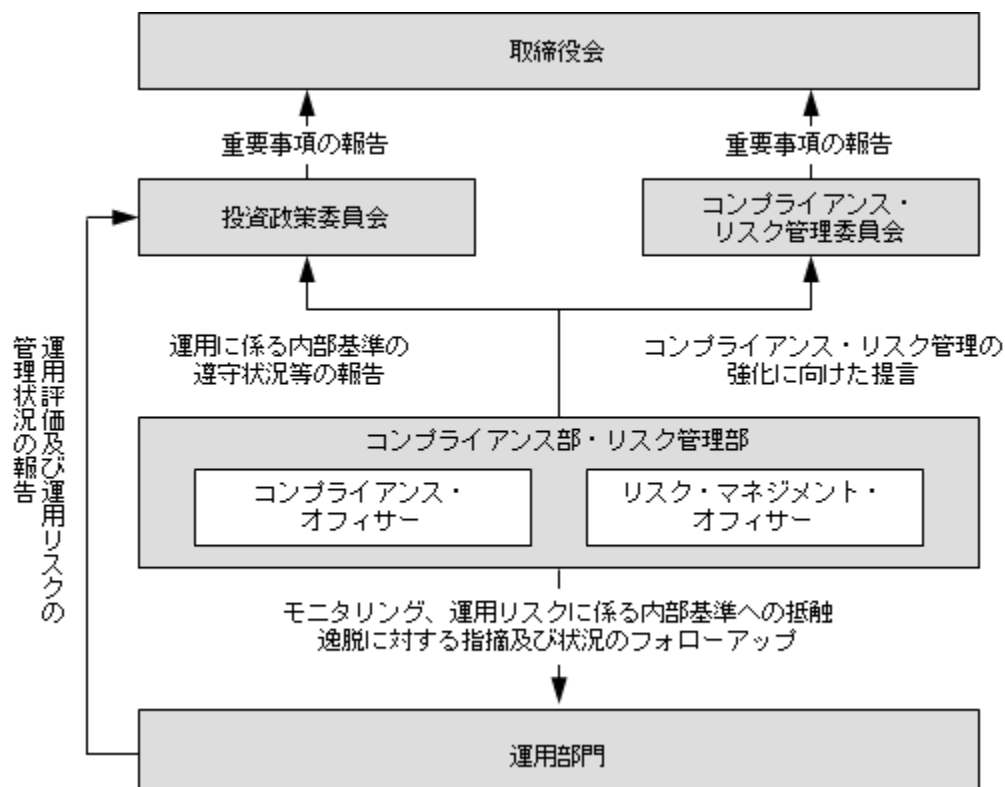 取締役会
重要事項の報告
重要事項の報告
投資政策委員会
コンプライアンス・
リスク管理委員会
運用に係る内部基準の
遵守状況等の報告
コンプライアンス・リスク管理の
強化に向けた提言
運用評価及び運用リスクの
管理状況の報告
コンプライアンス部・リスク管理部
コンプライアンス・
オフィサー
リスク・マネジメント・
オフィサー
モニタリング、運用リスクに係る内部基準への抵触
逸脱に対する指摘及び状況のフォローアップ
運用部門